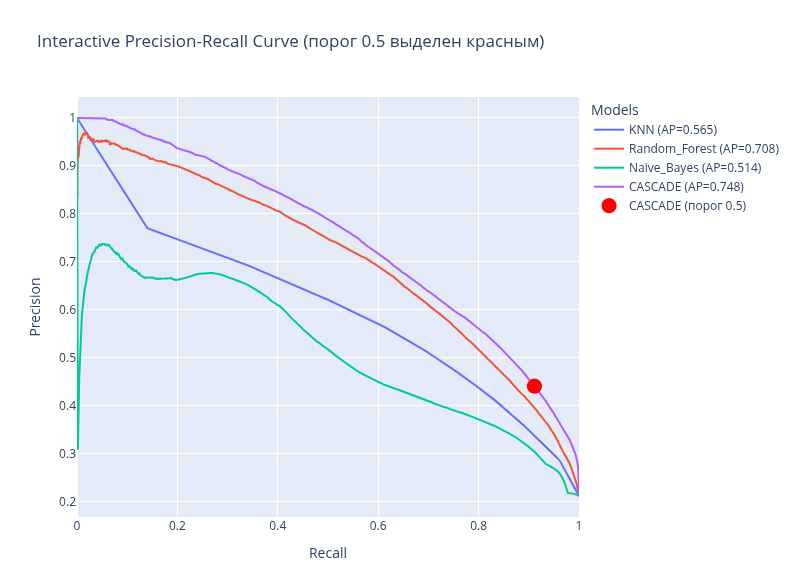 Interactive Precision-Recall Curve (порог 0.5 выделен красным)
Models
KNN (AP=0.565)
Random_Forest (AP=0.708)
Naive_Bayes (AP=0.514)
CASCADE (AP=0.748)
CASCADE (порог 0.5)
Precision
1
0.9
0.8
0.7
0.6
0.5
0.4
0.3
0.2
0
0.2
0.4
0.6
0.8
1
Recall